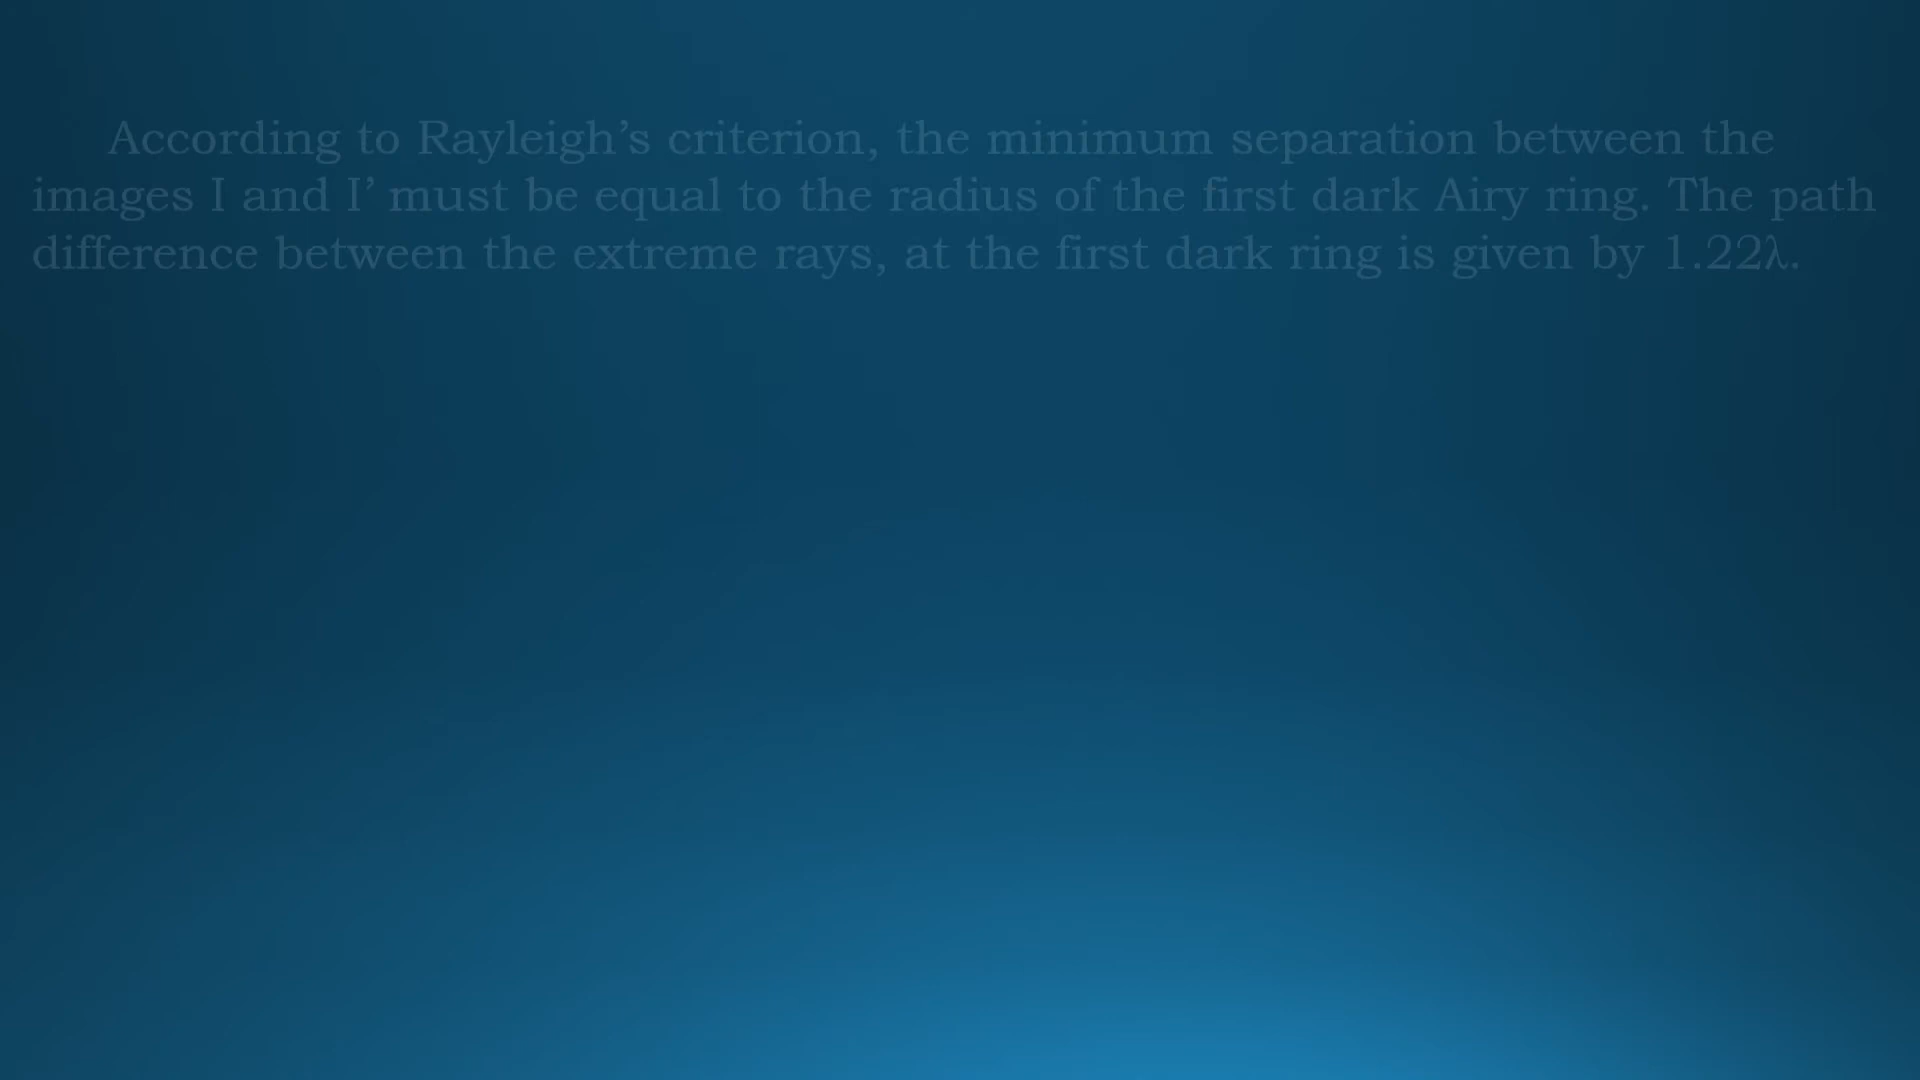 According to Rayleigh’s criterion, the minimum separation between the
images I and I’ must be equal to the radius of the first dark Airy ring. The path
difference between the extreme rays, at the first dark ring is given by 1.22λ.